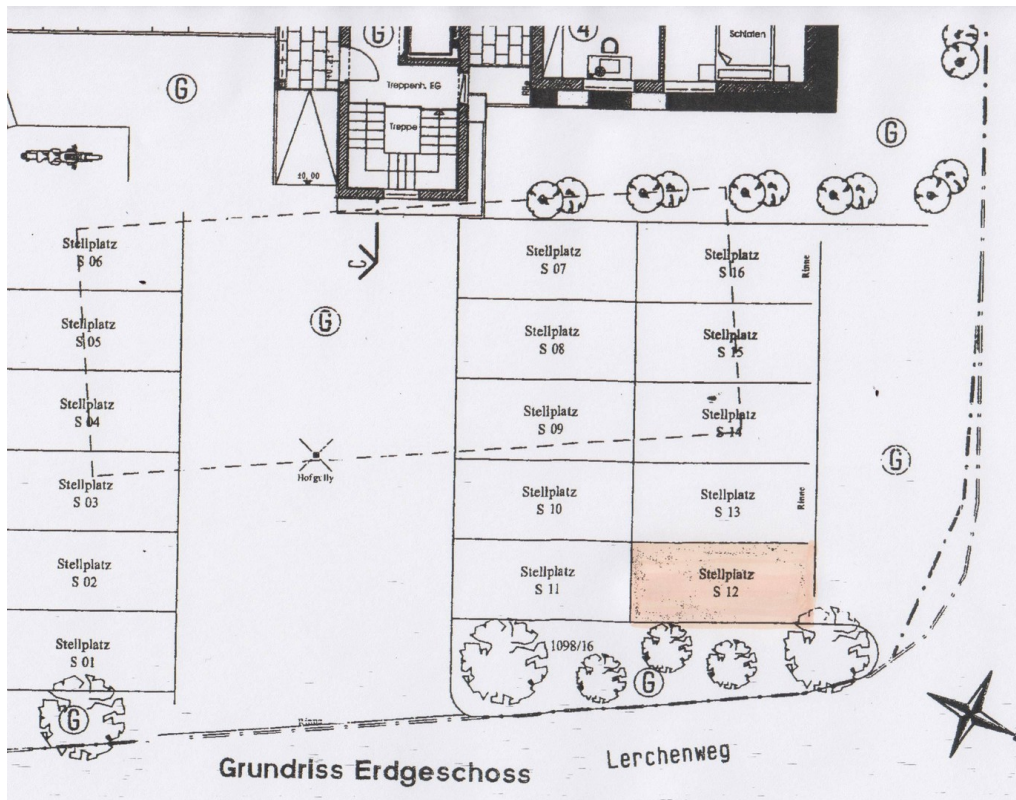 G
4
Schlafen
G
Treppenh. EG
Treppe
±0,00
G
Stellplatz
S 06
Stellplatz
S 05
Stellplatz
S 04
Stellplatz
S 03
Stellplatz
S 02
Stellplatz
S 01
G
C
G
Hofgully
Stellplatz
S 07
Stellplatz
S 08
Stellplatz
S 09
Stellplatz
S 10
Stellplatz
S 11
Stellplatz
S 16
Stellplatz
S 15
Stellplatz
S 14
Stellplatz
S 13
Stellplatz
S 12
Rinne
Rinne
G
1098/16
G
Rinne
Grundriss Erdgeschoss
Lerchenweg